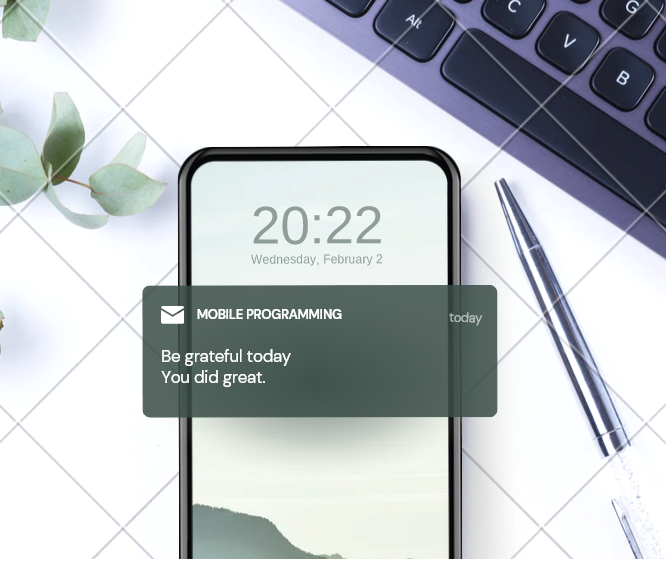 Alt
C
V
B
G
20:22
Wednesday, February 2
MOBILE PROGRAMMING
today
Be grateful today
You did great.